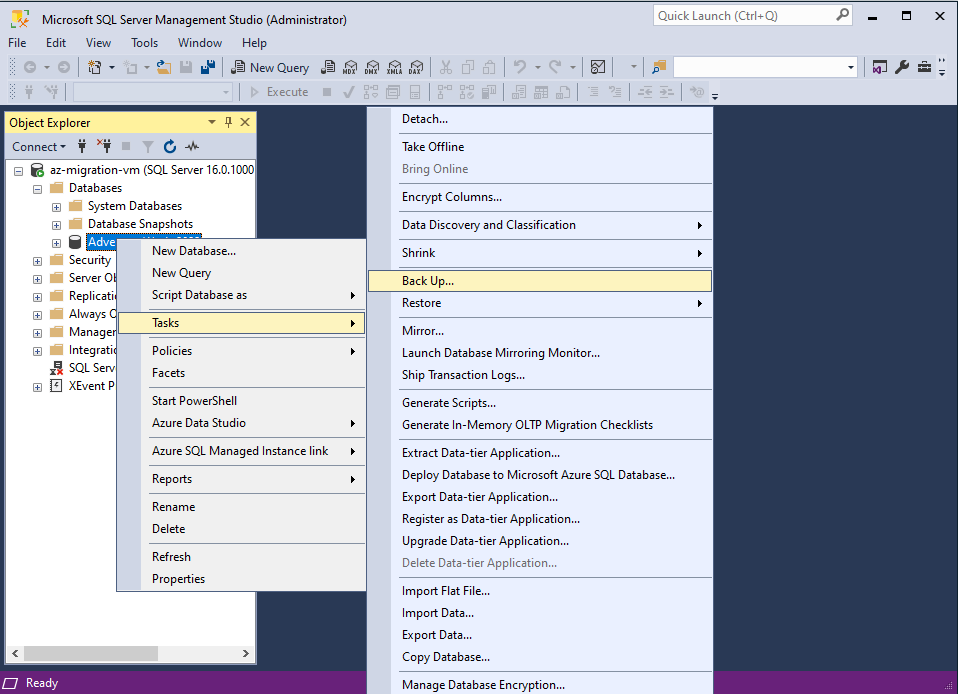 Microsoft SQL Server Management Studio (Administrator)
Quick Launch (Ctrl+Q)
File Edit View Tools Window Help
New Query
MDX DMX XMLA DAX
Execute
Object Explorer
Connect
az-migration-vm (SQL Server 16.0.1000
Databases
System Databases
Database Snapshots
Adve
Security
Server Ob
Replicati
Always O
Manager
Integratio
SQL Serv
XEvent P
New Database...
New Query
Script Database as
Tasks
Policies
Facets
Start PowerShell
Azure Data Studio
Azure SQL Managed Instance link
Reports
Rename
Delete
Refresh
Properties
Detach...
Take Offline
Bring Online
Encrypt Columns...
Data Discovery and Classification
Shrink
Back Up...
Restore
Mirror...
Launch Database Mirroring Monitor...
Ship Transaction Logs...
Generate Scripts...
Generate In-Memory OLTP Migration Checklists
Extract Data-tier Application...
Deploy Database to Microsoft Azure SQL Database...
Export Data-tier Application...
Register as Data-tier Application...
Upgrade Data-tier Application...
Delete Data-tier Application...
Import Flat File...
Import Data...
Export Data...
Copy Database...
Manage Database Encryption...
Ready